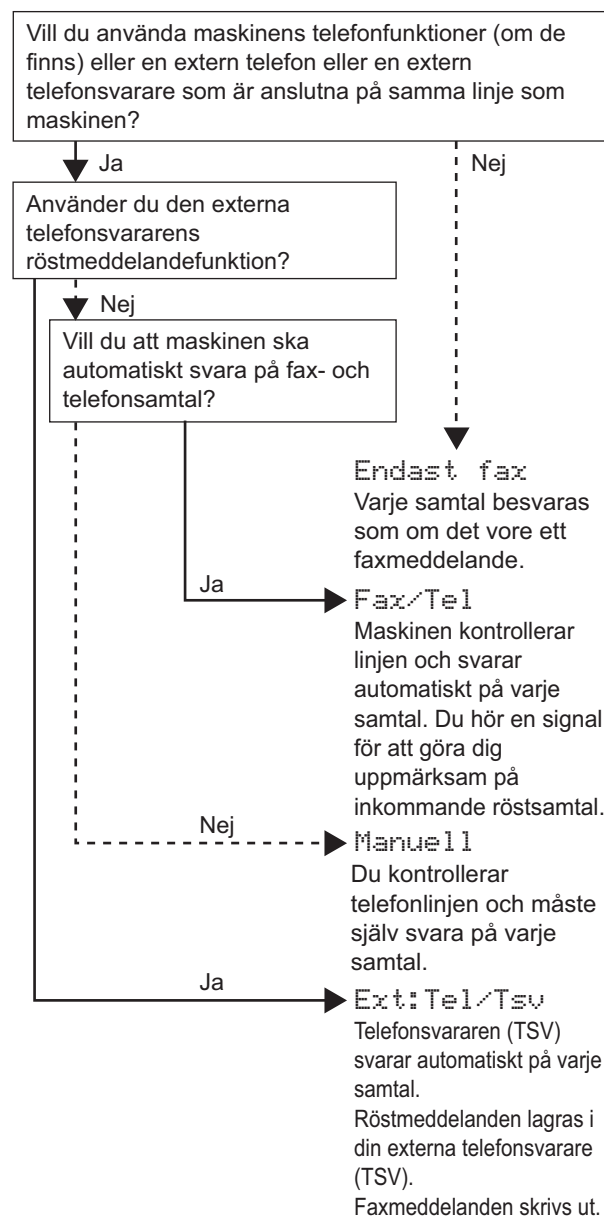 Vill du använda maskinens telefonfunktioner (om de
finns) eller en extern telefon eller en extern
telefonsvarare som är anslutna på samma linje som
maskinen?
Ja
Nej
Använder du den externa
telefonsvararens
röstmeddelandefunktion?
Nej
Vill du att maskinen ska
automatiskt svara på fax- och
telefonsamtal?
Endast fax
Varje samtal besvaras
som om det vore ett
faxmeddelande.
Ja
Fax/Tel
Maskinen kontrollerar
linjen och svarar
automatiskt på varje
samtal. Du hör en signal
för att göra dig
uppmärksam på
inkommande röstsamtal.
Nej
Manuell
Du kontrollerar
telefonlinjen och måste
själv svara på varje
samtal.
Ja
Ext:Tel/Tsv
Telefonsvararen (TSV)
svarar automatiskt på varje
samtal.
Röstmeddelanden lagras i
din externa telefonsvarare
(TSV).
Faxmeddelanden skrivs ut.